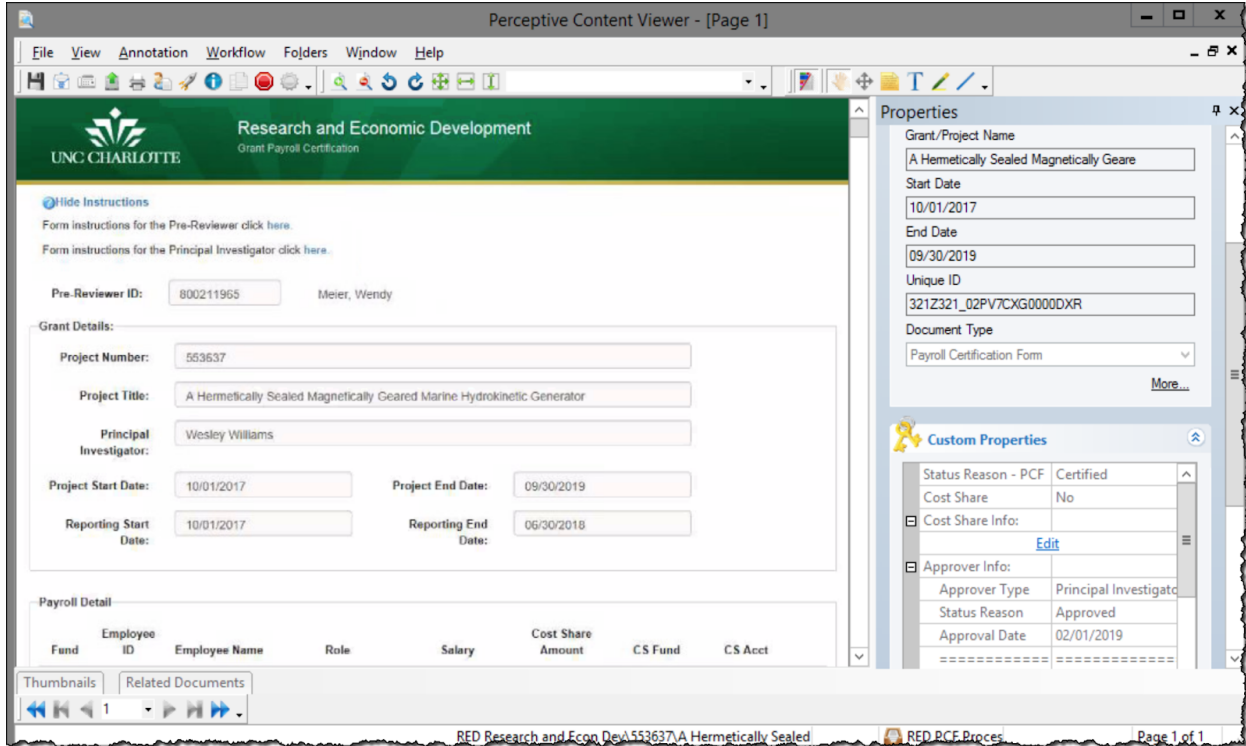 Perceptive Content Viewer - [Page 1]
File View Annotation Workflow Folders Window Help
UNC CHARLOTTE
Research and Economic Development
Grant Payroll Certification
Hide Instructions
Form instructions for the Pre-Reviewer click here.
Form instructions for the Principal Investigator click here.
Pre-Reviewer ID: 800211965 Meier, Wendy
Grant Details:
Project Number: 553637
Project Title: A Hermetically Sealed Magnetically Geared Marine Hydrokinetic Generator
Principal
Investigator: Wesley Williams
Project Start Date: 10/01/2017 Project End Date: 09/30/2019
Reporting Start
Date: 10/01/2017 Reporting End
Date: 06/30/2018
Payroll Detail
Fund Employee
ID Employee Name Role Salary Cost Share
Amount CS Fund CS Acct
Properties
Grant/Project Name
A Hermetically Sealed Magnetically Geare
Start Date
10/01/2017
End Date
09/30/2019
Unique ID
321Z321_02PV7CXG0000DXR
Document Type
Payroll Certification Form
More...
Custom Properties
Status Reason - PCF Certified
Cost Share No
Cost Share Info:
Edit
Approver Info:
Approver Type Principal Investigatc
Status Reason Approved
Approval Date 02/01/2019
============ =============
Thumbnails Related Documents
1
RED Research and Econ Dev\553637\A Hermetically Sealed RED PCF Proces Page 1 of 1